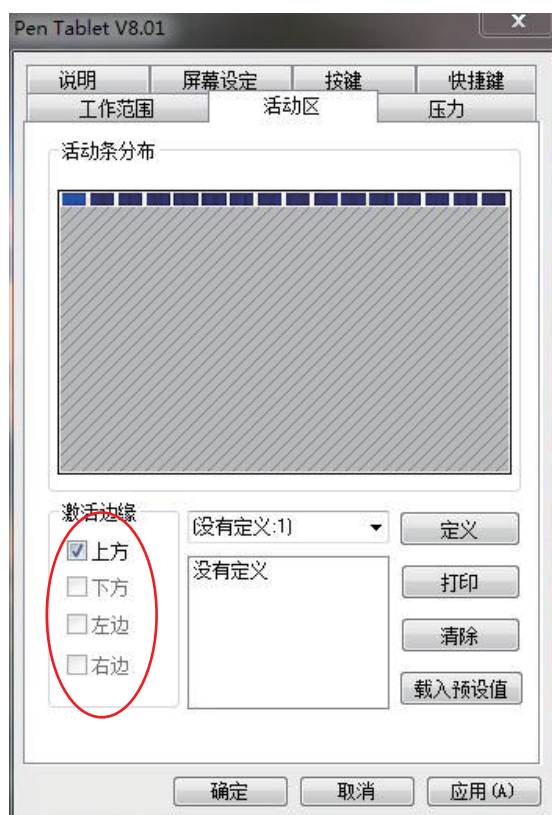 Pen Tablet V8.01
说明 屏幕设定 按键 快捷鍵
工作范围 活动区 压力
活动条分布
激活边缘
上方
下方
左边
右边
(没有定义:1)
没有定义
定义
打印
清除
载入预设值
确定 取消 应用(A)